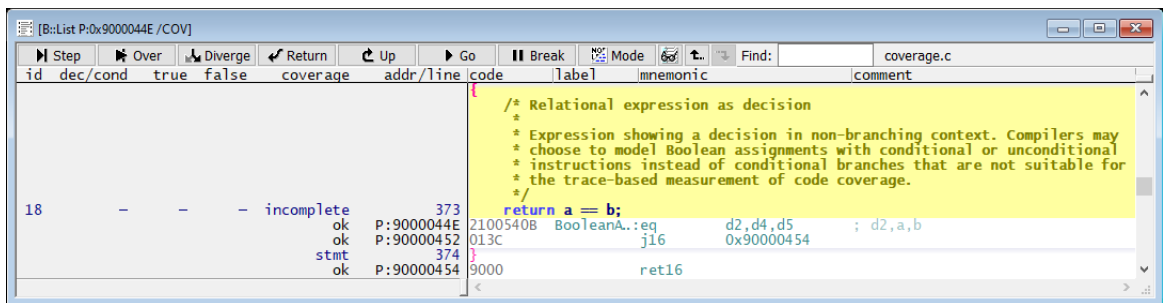 [B::List P:0x9000044E /COV]
Step Over Diverge Return Up Go Break Mode t.. Find: coverage.c
id dec/cond true false coverage addr/line code label mnemonic comment
{
/* Relational expression as decision
*
* Expression showing a decision in non-branching context. Compilers may
* choose to model Boolean assignments with conditional or unconditional
* instructions instead of conditional branches that are not suitable for
* the trace-based measurement of code coverage.
*/
18 – – – incomplete 373 return a == b;
ok P:9000044E 2100540B BooleanA..:eq d2,d4,d5 ; d2,a,b
ok P:90000452 013C j16 0x90000454
stmt 374 }
ok P:90000454 9000 ret16